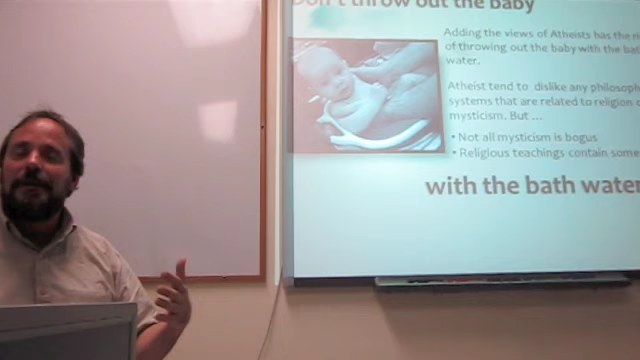 Don't throw out the baby
Adding the views of Atheists has the
of throwing out the baby with the
water.
Atheist tend to dislike any
systems that are related to religion
mysticism. But ...
• Not all mysticism is bogus
• Religious teachings contain some
with the bath water